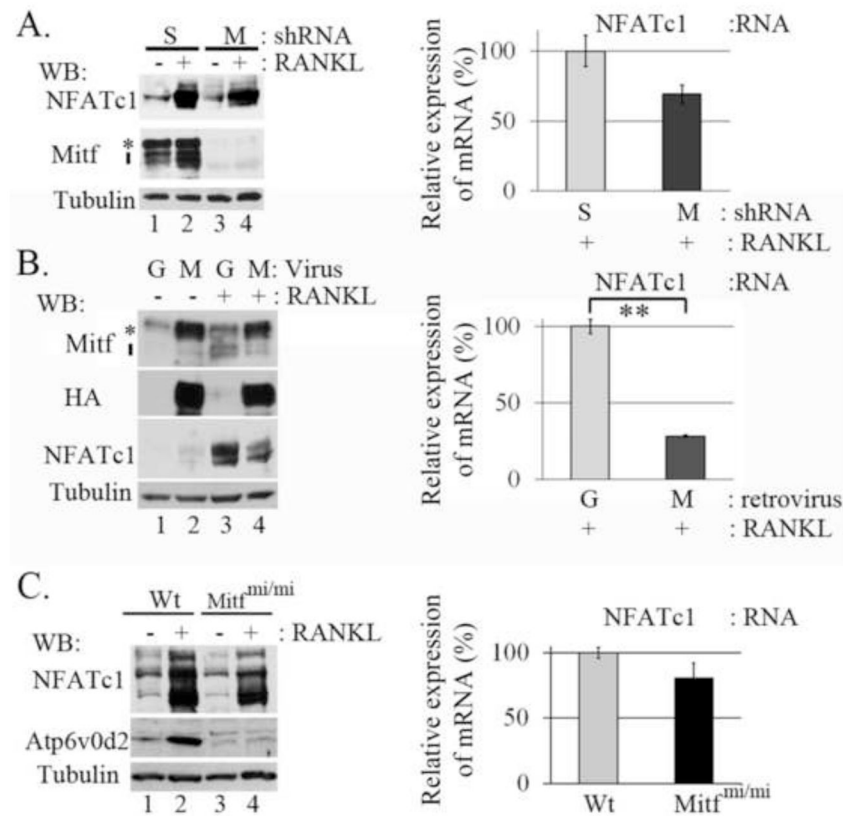 A.
S M : shRNA
- + - + : RANKL
WB:
NFATc1
Mitf *
Tubulin
1 2 3 4
NFATc1 :RNA
Relative expression
of mRNA (%)
100
50
0
S M : shRNA
+ + : RANKL
B.
G M G M : Virus
- - + + : RANKL
WB:
Mitf *
HA
NFATc1
Tubulin
1 2 3 4
NFATc1 :RNA
**
Relative expression
of mRNA (%)
100
50
0
G M : retrovirus
+ + : RANKL
C.
Wt Mitf mi/mi
- + - + : RANKL
WB:
NFATc1
Atp6v0d2
Tubulin
1 2 3 4
NFATc1 : RNA
Relative expression
of mRNA (%)
100
50
0
Wt Mitf mi/mi